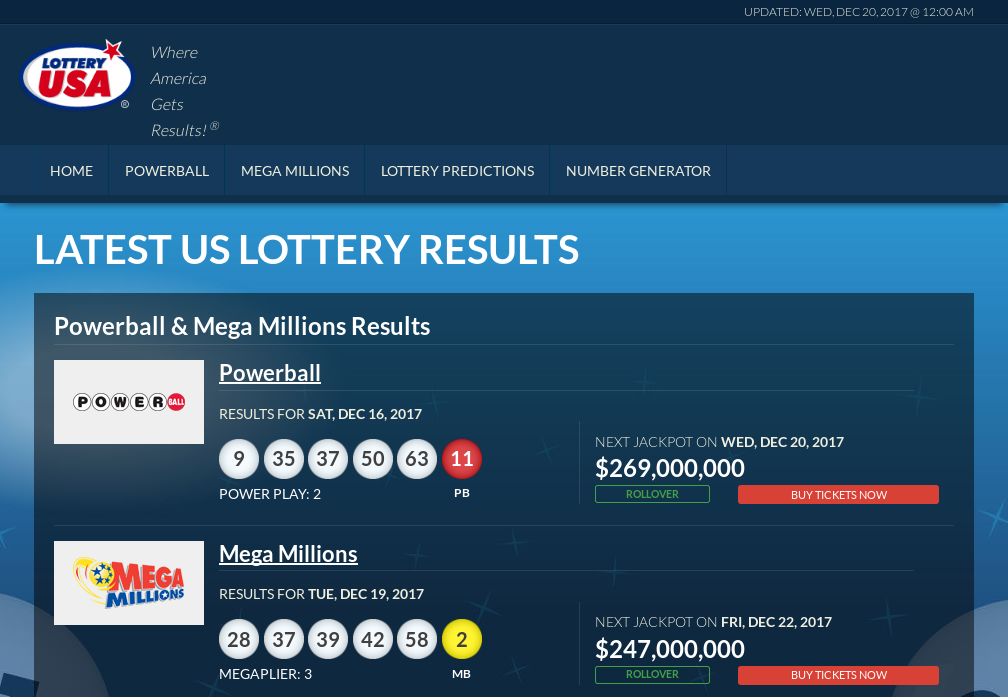 UPDATED: WED, DEC 20, 2017 @ 12:00 AM
LOTTERY
USA
®
Where
America
Gets
Results! ®
HOME POWERBALL MEGA MILLIONS LOTTERY PREDICTIONS NUMBER GENERATOR
LATEST US LOTTERY RESULTS
Powerball & Mega Millions Results
POWERBALL
Powerball
RESULTS FOR SAT, DEC 16, 2017
9 35 37 50 63 11
POWER PLAY: 2 PB
NEXT JACKPOT ON WED, DEC 20, 2017
$269,000,000
ROLLOVER BUY TICKETS NOW
MEGA
MILLIONS
Mega Millions
RESULTS FOR TUE, DEC 19, 2017
28 37 39 42 58 2
MEGAPLIER: 3 MB
NEXT JACKPOT ON FRI, DEC 22, 2017
$247,000,000
ROLLOVER BUY TICKETS NOW